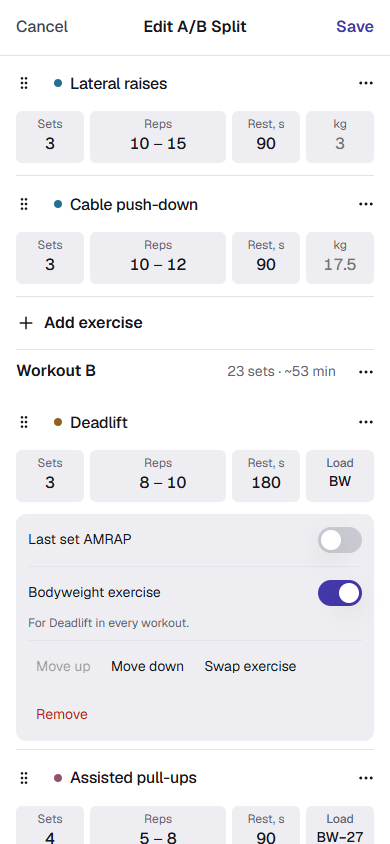 Cancel Edit A/B Split Save
Lateral raises
Sets Reps Rest, s kg
3 10 – 15 90 3
Cable push-down
Sets Reps Rest, s kg
3 10 – 12 90 17.5
Add exercise
Workout B 23 sets · ~53 min
Deadlift
Sets Reps Rest, s Load
3 8 – 10 180 BW
Last set AMRAP
Bodyweight exercise
For Deadlift in every workout.
Move up Move down Swap exercise
Remove
Assisted pull-ups
Sets Reps Rest, s Load
4 5 – 8 90 BW−27